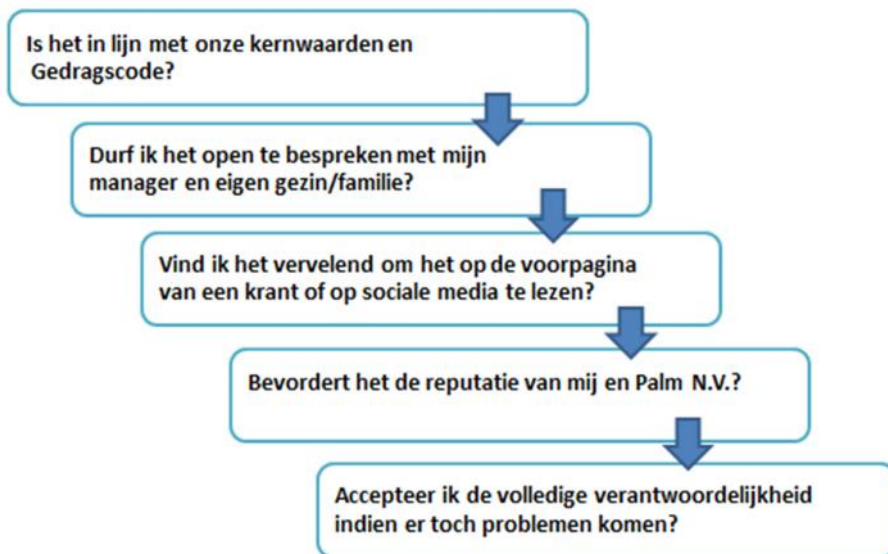 Is het in lijn met onze kernwaarden en
Gedragscode?
Durf ik het open te bespreken met mijn
manager en eigen gezin/familie?
Vind ik het vervelend om het op de voorpagina
van een krant of op sociale media te lezen?
Bevordert het de reputatie van mij en Palm N.V.?
Accepteer ik de volledige verantwoordelijkheid
indien er toch problemen komen?